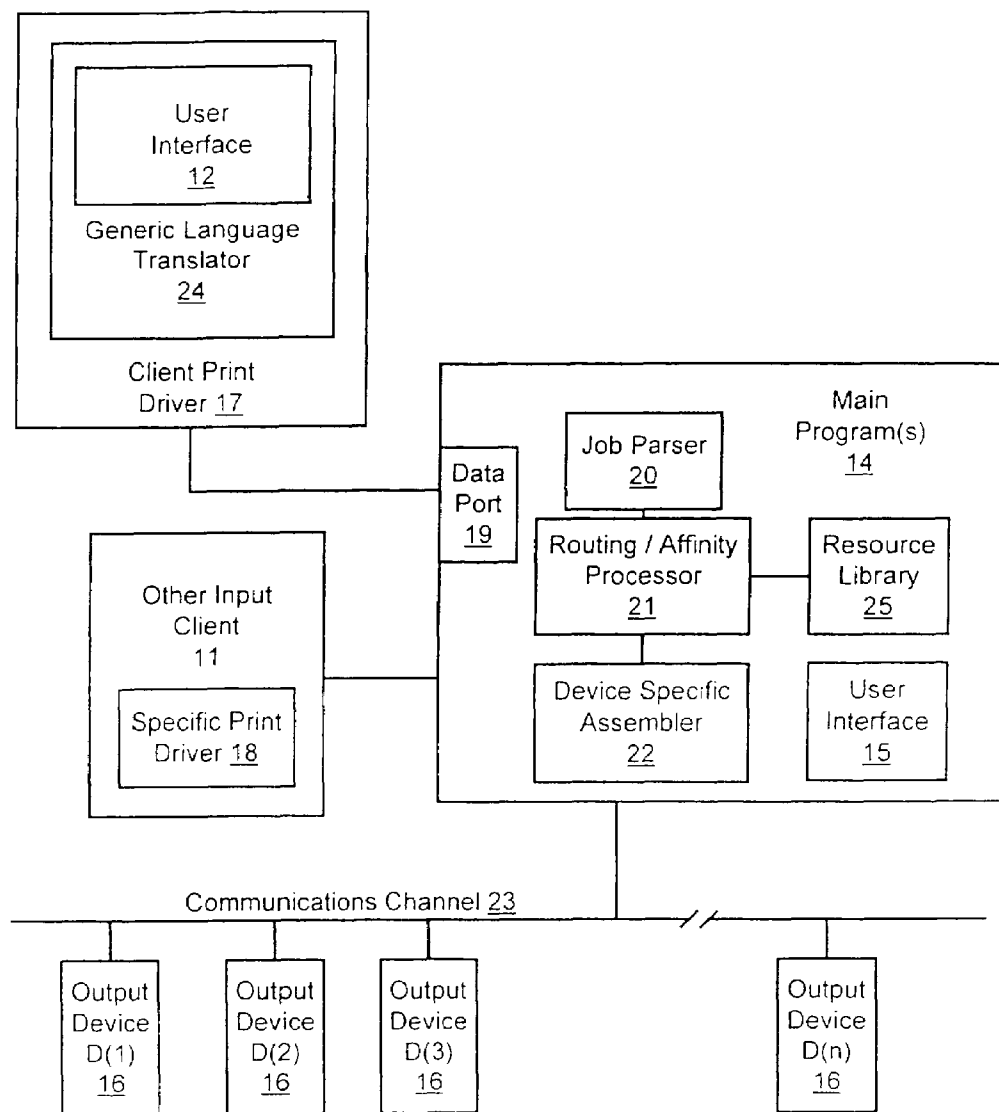 User
Interface
12
Generic Language
Translator
24
Client Print
Driver 17
Main
Program(s)
14
Job Parser
20
Data
Port
19
Routing / Affinity
Processor
21
Resource
Library
25
Other Input
Client
11
Specific Print
Driver 18
Device Specific
Assembler
22
User
Interface
15
Communications Channel 23
Output
Device
D(1)
16
Output
Device
D(2)
16
Output
Device
D(3)
16
Output
Device
D(n)
16